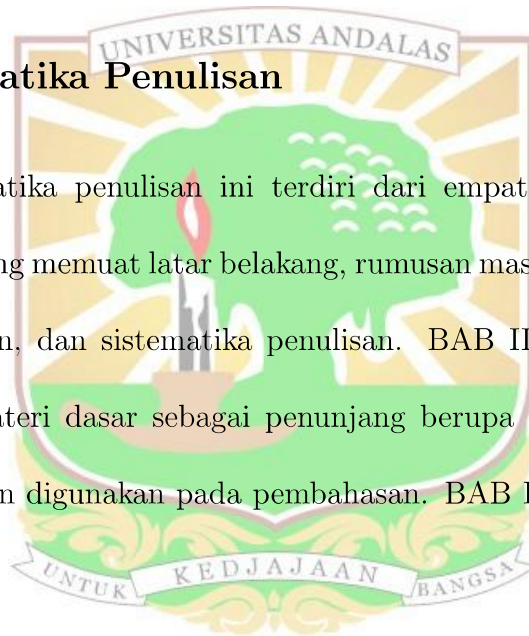 UNIVERSITAS ANDALAS
atika Penulisan
atika penulisan ini terdiri dari empat
ng memuat latar belakang, rumusan mas
n, dan sistematika penulisan. BAB II
ateri dasar sebagai penunjang berupa
n digunakan pada pembahasan. BAB I
UNTUK KEDJAJAAN BANGSA